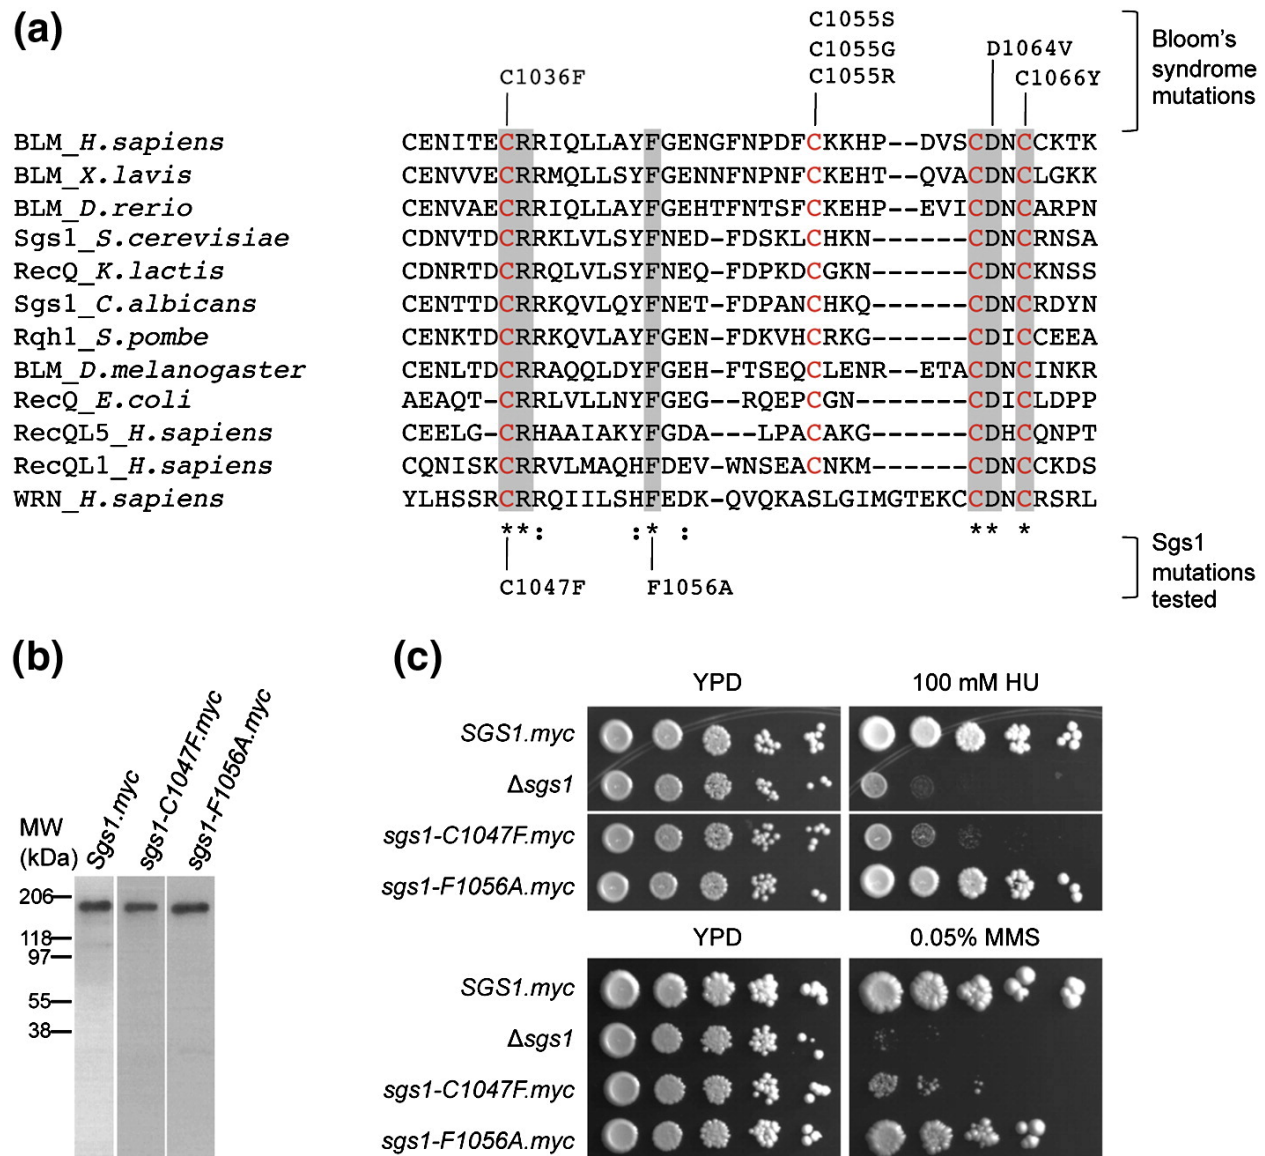 (a)
C1055S
C1055G
D1064V
C1036F
C1055R
C1066Y
Bloom's
syndrome
mutations
BLM_H.sapiens CENITECRRIQLLAYFGENGFNPDFCKKHP--DVSCDNCCKTK
BLM_X.lavis CENVVECRRMQLLSYFGENNFNPNFCKEHT--QVACDNCLGKK
BLM_D.rerio CENVAECRRIQLLAYFGEHTFNTSFCKEHP--EVICDNCARPN
Sgs1_S.cerevisiae CDNVTDCRRKLVLSYFNED-FDSKLCHKN------CDNCRNSA
RecQ_K.lactis CDNRTDCRRQLVLSYFNEQ-FDPKDCGKN------CDNCKNSS
Sgs1_C.albicans CENTTDCRRKQVLQYFNET-FDPANCHKQ------CDNCRDYN
Rqh1_S.pombe CENKTDCRRKQVLAYFGEN-FDKVHCRKG------CDICCEEA
BLM_D.melanogaster CENLTDCRRAQQLDYFGEH-FTSEQCLENR--ETACDNCINKR
RecQ_E.coli AEAQT-CRRLVLLNYFGEG--RQEPCGN-------CDICLDPP
RecQL5_H.sapiens CEELG-CRHAAIAKYFGDA---LPACAKG------CDHCQNPT
RecQL1_H.sapiens CQNISKCRRVLMAQHFDEV-WNSEACNKM------CDNCCKDS
WRN_H.sapiens YLHSSRCRRQIILSHFEDK-QVQKASLGIMGTEKCCDNCRSRL
**: :* : ** *
C1047F F1056A
Sgs1
mutations
tested
(b)
MW
(kDa)
Sgs1.myc
sgs1-C1047F.myc
sgs1-F1056A.myc
206
118
97
55
38
(c)
YPD 100 mM HU
SGS1.myc
Δsgs1
sgs1-C1047F.myc
sgs1-F1056A.myc
YPD 0.05% MMS
SGS1.myc
Δsgs1
sgs1-C1047F.myc
sgs1-F1056A.myc